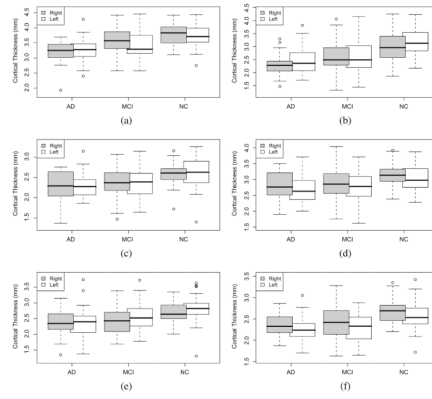 Right
Left
Cortical Thickness (mm)
2.0 2.5 3.0 3.5 4.0 4.5
AD MCI NC
(a)
Right
Left
Cortical Thickness (mm)
1.5 2.0 2.5 3.0 3.5 4.0 4.5
AD MCI NC
(b)
Right
Left
Cortical Thickness (mm)
1.5 2.0 2.5 3.0
AD MCI NC
(c)
Right
Left
Cortical Thickness (mm)
1.5 2.0 2.5 3.0 3.5 4.0
AD MCI NC
(d)
Right
Left
Cortical Thickness (mm)
1.5 2.0 2.5 3.0 3.5
AD MCI NC
(e)
Right
Left
Cortical Thickness (mm)
1.5 2.0 2.5 3.0 3.5
AD MCI NC
(f)